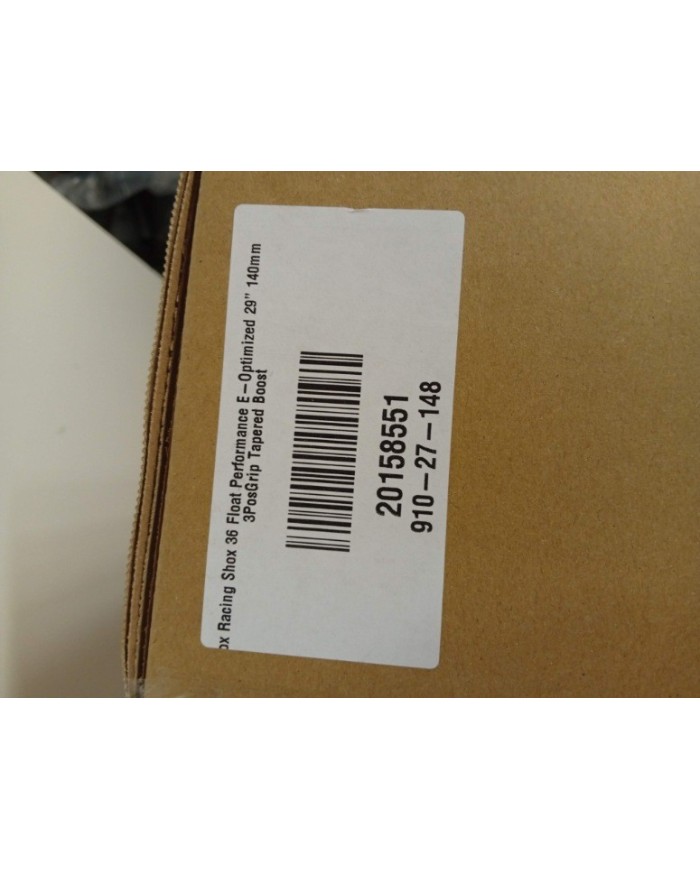 ox Racing Shox 36 Float Performance E-Optimized 29" 140mm
3PosGrip Tapered Boost
20158551
910-27-148